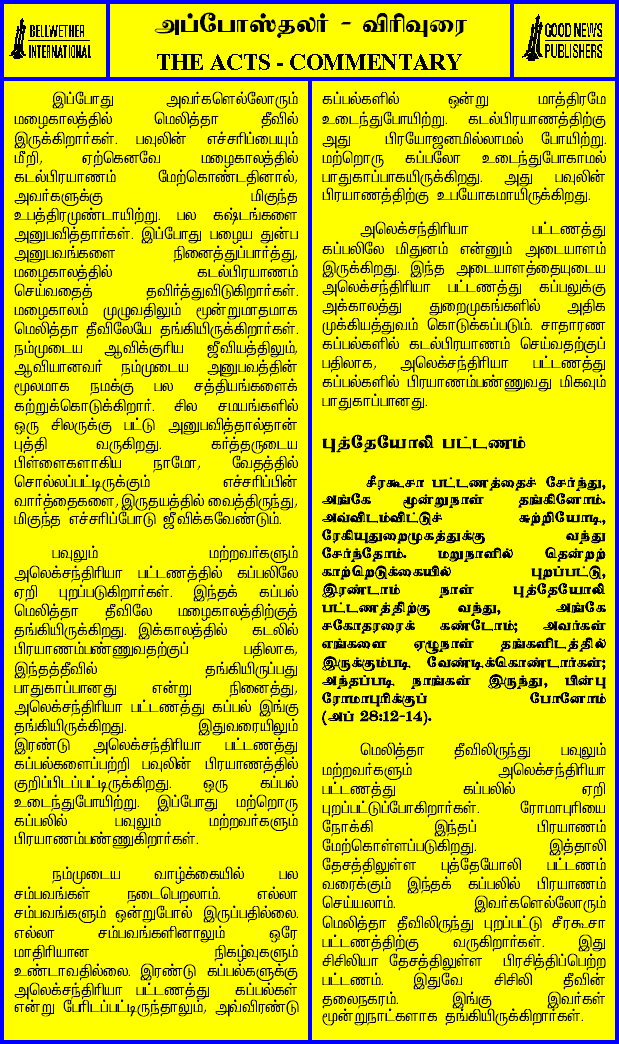 BELLWETHER
INTERNATIONAL
அப்போஸ்தலர் - விரிவுரை
THE ACTS - COMMENTARY
GOOD NEWS
PUBLISHERS
இப்போது அவர்களெல்லோரும்
மழைகாலத்தில் மெலித்தா தீவில்
இருக்கிறார்கள். பவுலின் எச்சரிப்பையும்
மீறி, ஏற்கெனவே மழைகாலத்தில்
கடல்பிரயாணம் மேற்கொண்டதினால்,
அவர்களுக்கு மிகுந்த
உபத்திரமுண்டாயிற்று. பல கஷ்டங்களை
அனுபவித்தார்கள். இப்போது பழைய துன்ப
அனுபவங்களை நினைத்துப்பார்த்து,
மழைகாலத்தில் கடல்பிரயாணம்
செய்வதைத் தவிர்த்துவிடுகிறார்கள்.
மழைகாலம் முழுவதிலும் மூன்றுமாதமாக
மெலித்தா தீவிலேயே தங்கியிருக்கிறார்கள்.
நம்முடைய ஆவிக்குரிய ஜீவியத்திலும்,
ஆவியானவர் நம்முடைய அனுபவத்தின்
மூலமாக நமக்கு பல சத்தியங்களைக்
கற்றுக்கொடுக்கிறார். சில சமயங்களில்
ஒரு சிலருக்கு பட்டு அனுபவித்தால்தான்
புத்தி வருகிறது. கர்த்தருடைய
பிள்ளைகளாகிய நாமோ, வேதத்தில்
சொல்லப்பட்டிருக்கும் எச்சரிப்பின்
வார்த்தைகளை, இருதயத்தில் வைத்திருந்து,
மிகுந்த எச்சரிப்போடு ஜீவிக்கவேண்டும்.
பவுலும் மற்றவர்களும்
அலெக்சந்திரியா பட்டணத்தில் கப்பலிலே
ஏறி புறப்படுகிறார்கள். இந்தக் கப்பல்
மெலித்தா தீவிலே மழைகாலத்திற்குத்
தங்கியிருக்கிறது. இக்காலத்தில் கடலில்
பிரயாணம்பண்ணுவதற்குப் பதிலாக,
இந்தத்தீவில் தங்கியிருப்பது
பாதுகாப்பானது என்று நினைத்து,
அலெக்சந்திரியா பட்டணத்து கப்பல் இங்கு
தங்கியிருக்கிறது. இதுவரையிலும்
இரண்டு அலெக்சந்திரியா பட்டணத்து
கப்பல்களைப்பற்றி பவுலின் பிரயாணத்தில்
குறிப்பிடப்பட்டிருக்கிறது. ஒரு கப்பல்
உடைந்துபோயிற்று. இப்போது மற்றொரு
கப்பலில் பவுலும் மற்றவர்களும்
பிரயாணம்பண்ணுகிறார்கள்.
நம்முடைய வாழ்க்கையில் பல
சம்பவங்கள் நடைபெறலாம். எல்லா
சம்பவங்களும் ஒன்றுபோல் இருப்பதில்லை.
எல்லா சம்பவங்களினாலும் ஒரே
மாதிரியான நிகழ்வுகளும்
உண்டாவதில்லை. இரண்டு கப்பல்களுக்கு
அலெக்சந்திரியா பட்டணத்து கப்பல்கள்
என்று பேரிடப்பட்டிருந்தாலும், அவ்விரண்டு
கப்பல்களில் ஒன்று மாத்திரமே
உடைந்துபோயிற்று. கடல்பிரயாணத்திற்கு
அது பிரயோஜனமில்லாமல் போயிற்று.
மற்றொரு கப்பலோ உடைந்துபோகாமல்
பாதுகாப்பாகயிருக்கிறது. அது பவுலின்
பிரயாணத்திற்கு உபயோகமாயிருக்கிறது.
அலெக்சந்திரியா பட்டணத்து
கப்பலிலே மிதுனம் என்னும் அடையாளம்
இருக்கிறது. இந்த அடையாளத்தையுடைய
அலெக்சந்திரியா பட்டணத்து கப்பலுக்கு
அக்காலத்து துறைமுகங்களில் அதிக
முக்கியத்துவம் கொடுக்கப்படும். சாதாரண
கப்பல்களில் கடல்பிரயாணம் செய்வதற்குப்
பதிலாக, அலெக்சந்திரியா பட்டணத்து
கப்பல்களில் பிரயாணம்பண்ணுவது மிகவும்
பாதுகாப்பானது.
புத்தேயோலி பட்டணம்
சீரகூசா பட்டணத்தைச் சேர்ந்து,
அங்கே மூன்றுநாள் தங்கினோம்.
அவ்விடம்விட்டுச் சுற்றியோடி,
ரேகியுதுறைமுகத்துக்கு வந்து
சேர்ந்தோம். மறுநாளில் தென்றற்
காற்றெடுக்கையில் புறப்பட்டு,
இரண்டாம் நாள் புத்தேயோலி
பட்டணத்திற்கு வந்து, அங்கே
சகோதரரைக் கண்டோம்; அவர்கள்
எங்களை ஏழுநாள் தங்களிடத்தில்
இருக்கும்படி வேண்டிக்கொண்டார்கள்;
அந்தப்படி நாங்கள் இருந்து, பின்பு
ரோமாபுரிக்குப் போனோம்
(அப் 28:12-14).
மெலித்தா தீவிலிருந்து பவுலும்
மற்றவர்களும் அலெக்சந்திரியா
பட்டணத்து கப்பலில் ஏறி
புறப்பட்டுப்போகிறார்கள். ரோமாபுரியை
நோக்கி இந்தப் பிரயாணம்
மேற்கொள்ளப்படுகிறது. இத்தாலி
தேசத்திலுள்ள புத்தேயோலி பட்டணம்
வரைக்கும் இந்தக் கப்பலில் பிரயாணம்
செய்யலாம். இவர்களெல்லோரும்
மெலித்தா தீவிலிருந்து புறப்பட்டு சீரகூசா
பட்டணத்திற்கு வருகிறார்கள். இது
சிசிலியா தேசத்திலுள்ள பிரசித்திப்பெற்ற
பட்டணம். இதுவே சிசிலி தீவின்
தலைநகரம். இங்கு இவர்கள்
மூன்றுநாட்களாக தங்கியிருக்கிறார்கள்.